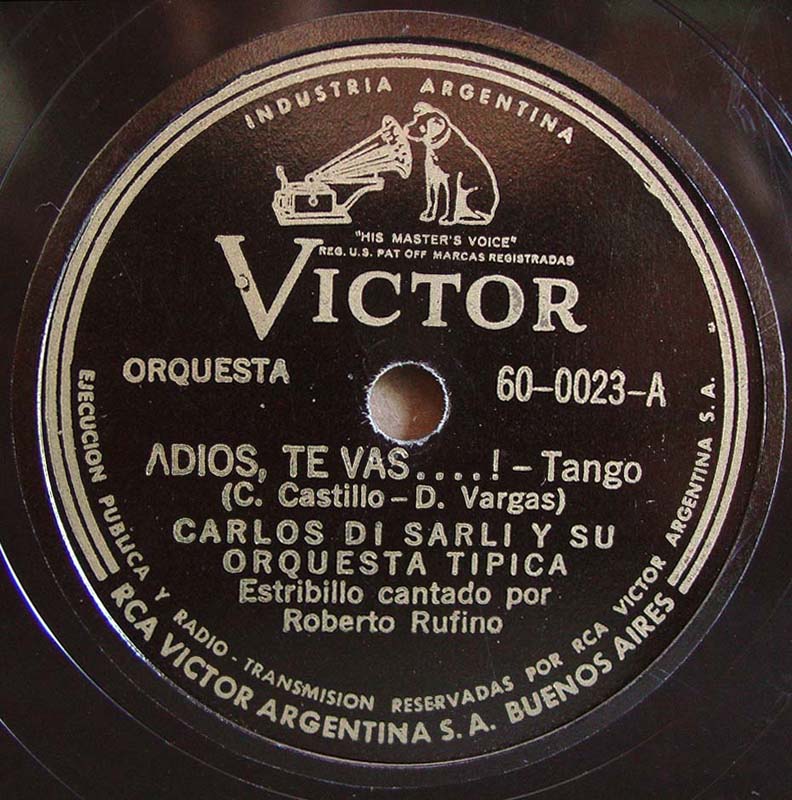 INDUSTRIA ARGENTINA
"HIS MASTER'S VOICE"
REG. U.S. PAT OFF MARCAS REGISTRADAS
VICTOR
ORQUESTA
60-0023-A
ADIOS, TE VAS....! - Tango
(C. Castillo - D. Vargas)
CARLOS DI SARLI Y SU
ORQUESTA TIPICA
Estribillo cantado por
Roberto Rufino
EJECUCION PUBLICA Y RADIO-TRANSMISION RESERVADAS POR RCA VICTOR ARGENTINA S.A.
RCA VICTOR ARGENTINA S.A. BUENOS AIRES